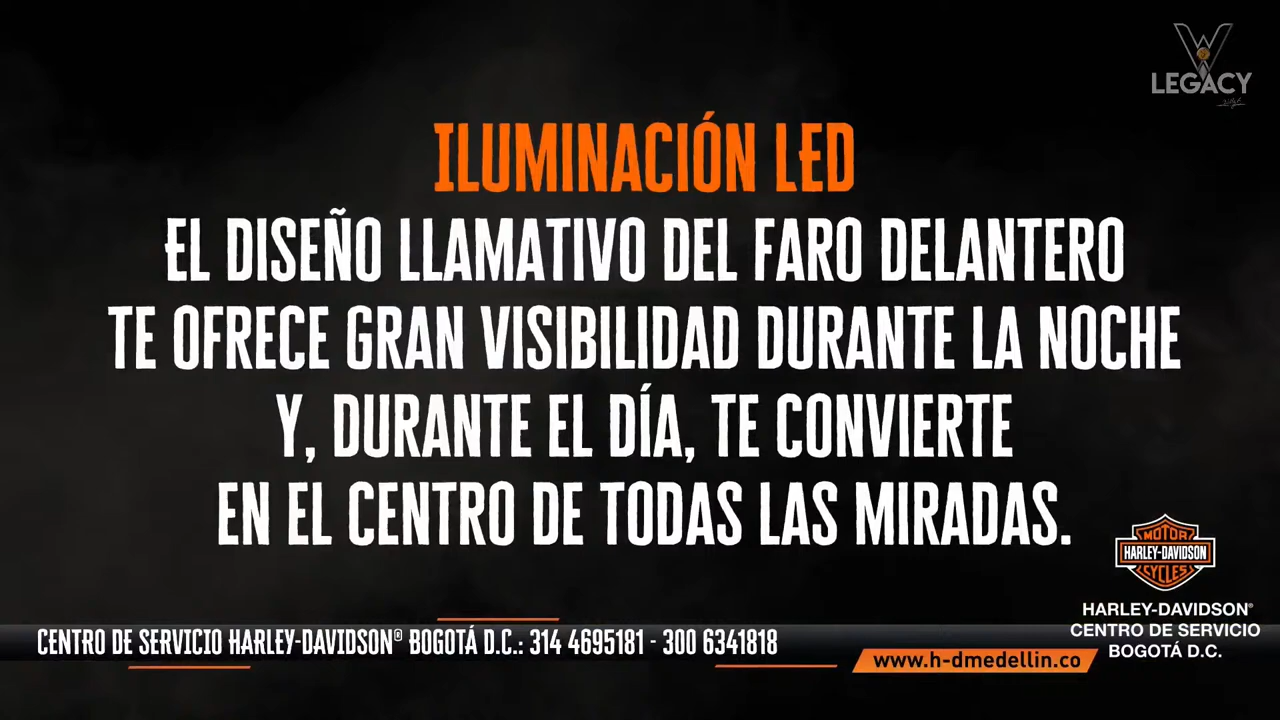 LEGACY
ILUMINACIÓN LED
EL DISEÑO LLAMATIVO DEL FARO DELANTERO
TE OFRECE GRAN VISIBILIDAD DURANTE LA NOCHE
Y, DURANTE EL DÍA, TE CONVIERTE
EN EL CENTRO DE TODAS LAS MIRADAS.
MOTOR
HARLEY-DAVIDSON
CYCLES
HARLEY-DAVIDSON®
CENTRO DE SERVICIO
BOGOTÁ D.C.
CENTRO DE SERVICIO HARLEY-DAVIDSON® BOGOTÁ D.C.: 314 4695181 - 300 6341818
www.h-dmedellin.co